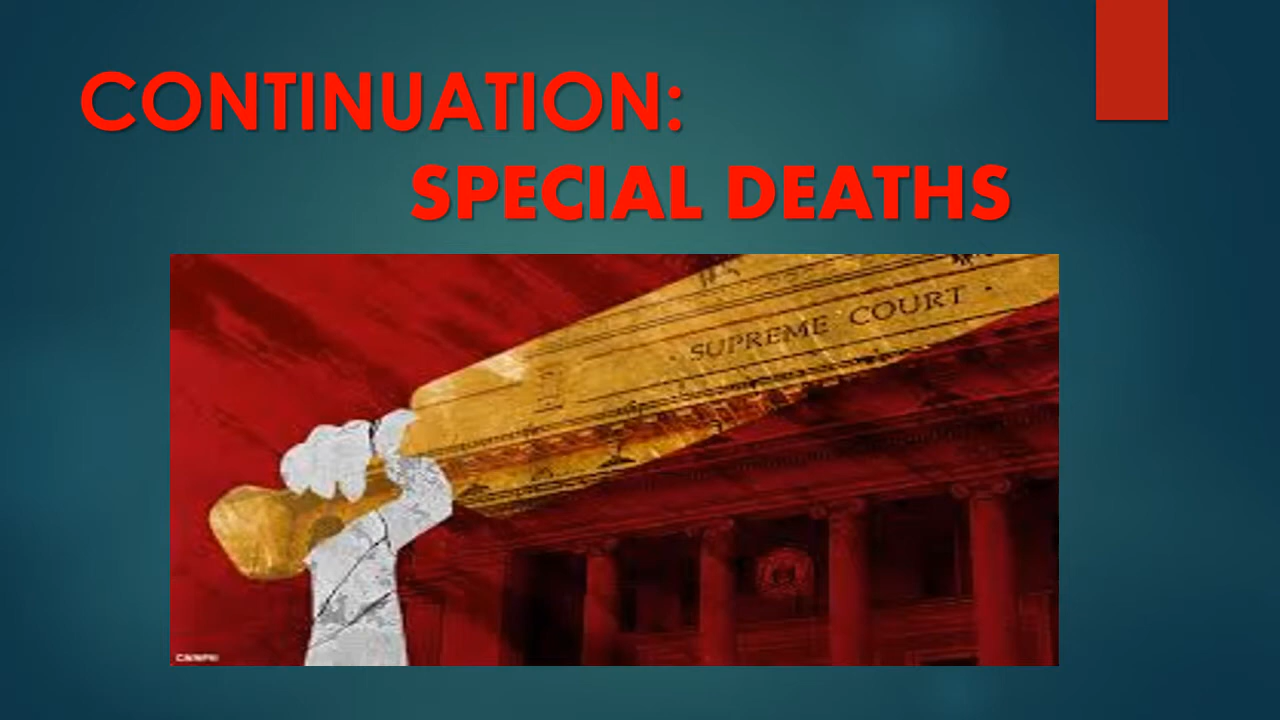 CONTINUATION:
SPECIAL DEATHS
· SUPREME COURT ·